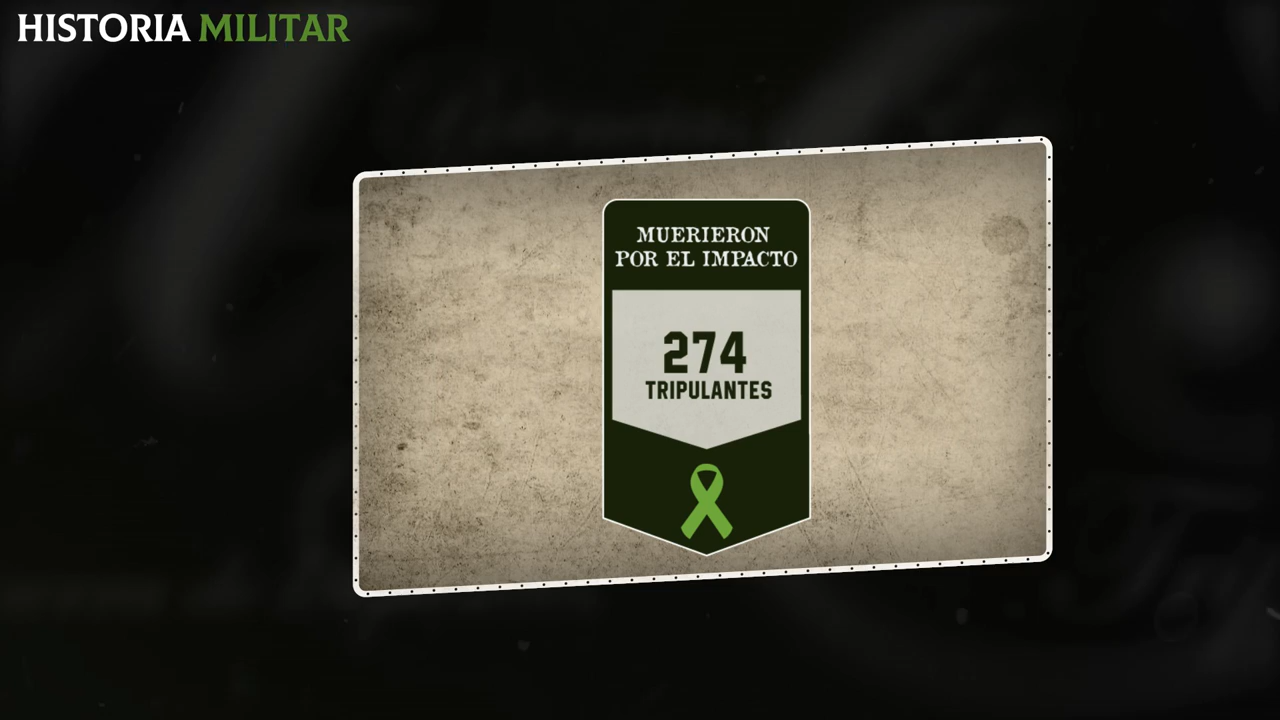 HISTORIA MILITAR
MUERIERON
POR EL IMPACTO
274
TRIPULANTES